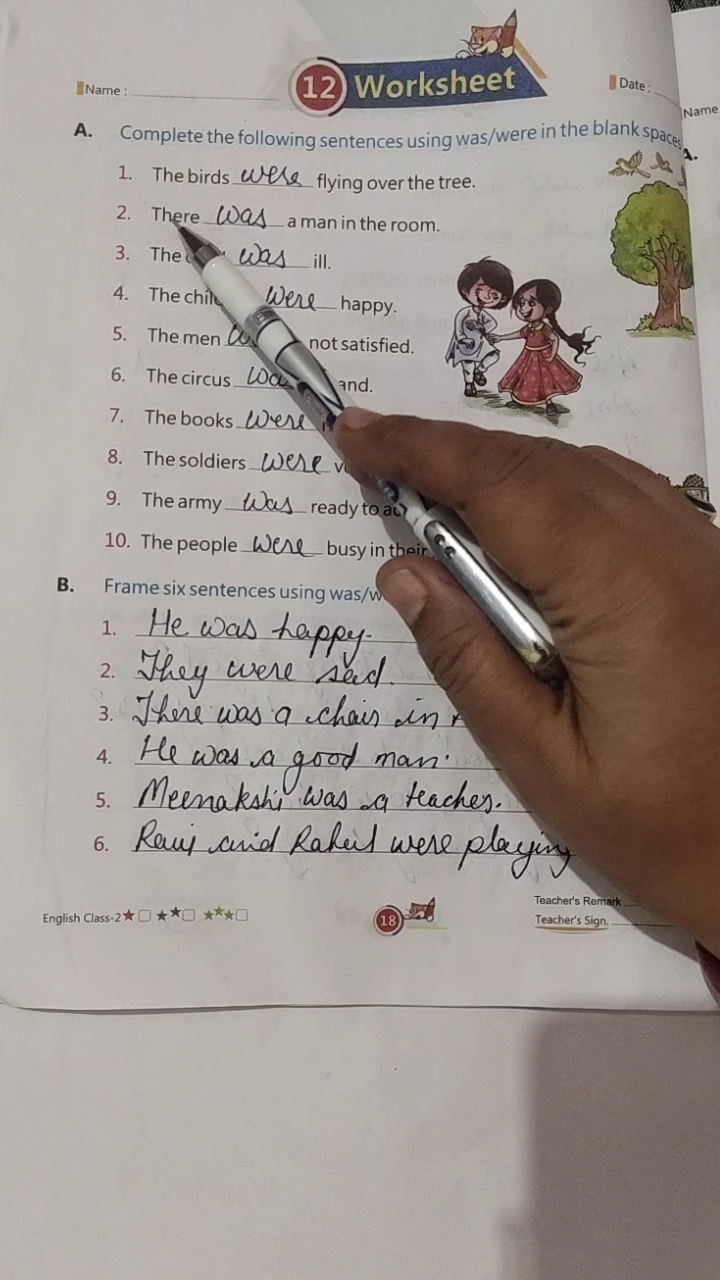 12 Worksheet
Name :
Date :
Name
A. Complete the following sentences using was/were in the blank spaces
A.
1. The birds were flying over the tree.
2. There was a man in the room.
3. The was ill.
4. The were happy.
5. The men not satisfied.
6. The circus
7. The books were
8. The soldiers were
9. The army was ready to
10. The people were busy in their
B. Frame six sentences using
1. He was happy.
2. They were sad.
3. There was a chair in
4. He was a good man.
5. Meenakshi was a teacher.
6. and Rahul were playing
Teacher's Remark
English Class-2
18
Teacher's Sign.